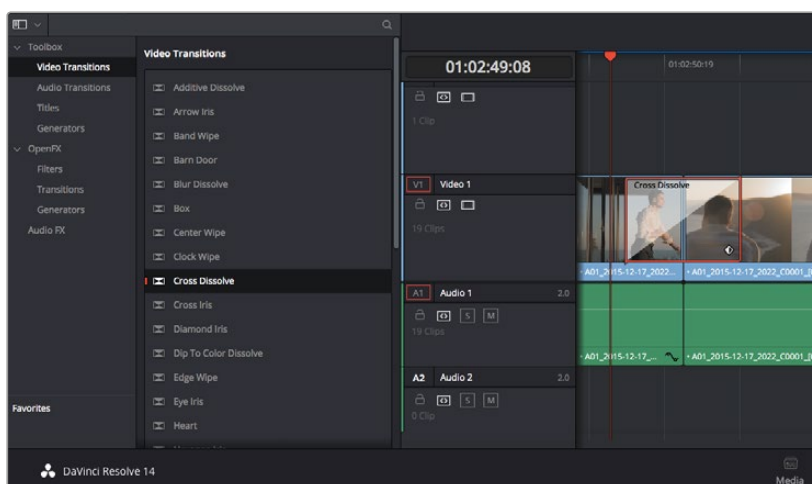 Toolbox
Video Transitions
Audio Transitions
Titles
Generators
OpenFX
Filters
Transitions
Generators
Audio FX
Favorites
Video Transitions
Additive Dissolve
Arrow Iris
Band Wipe
Barn Door
Blur Dissolve
Box
Center Wipe
Clock Wipe
Cross Dissolve
Cross Iris
Diamond Iris
Dip To Color Dissolve
Edge Wipe
Eye Iris
Heart
01:02:49:08
1 Clip
V1 Video 1
19 Clips
A1 Audio 1 2.0
S M
19 Clips
A2 Audio 2 2.0
S M
0 Clip
01:02:50:19
Cross Dissolve
A01_2015-12-17_2022... A01_2015-12-17_2022_C0001_
A01_2015-12-17_... A01_2015-12-17_2022_C0001_
DaVinci Resolve 14
Media